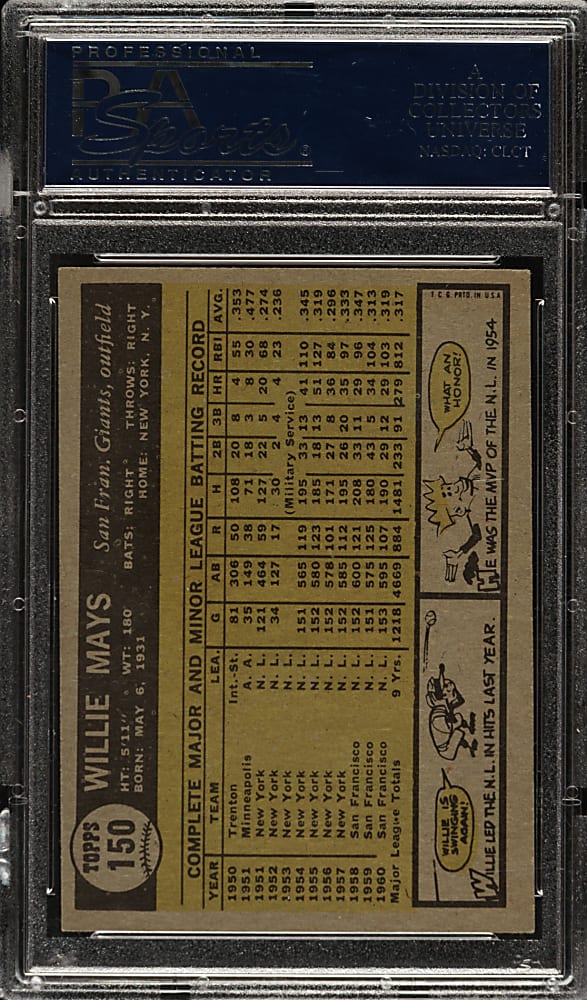 PROFESSIONAL
PSA
Sports
AUTHENTICATOR
A
DIVISION OF
COLLECTORS
UNIVERSE
NASDAQ: CLCT
TOPPS
150
WILLIE MAYS San Fran. Giants, outfield
HT: 5'11" WT: 180 BATS: RIGHT THROWS: RIGHT
BORN: MAY 6, 1931 HOME: NEW YORK, N. Y.
COMPLETE MAJOR AND MINOR LEAGUE BATTING RECORD
YEAR TEAM LEA. G AB R H 2B 3B HR RBI AVG.
1950 Trenton Int.-St. 81 306 50 108 20 8 4 55 .353
1951 Minneapolis A. A. 35 149 38 71 18 3 8 30 .477
1951 New York N. L. 121 464 59 127 22 5 20 68 .274
1952 New York N. L. 34 127 17 30 2 4 4 23 .236
1953 New York N. L. (Military Service)
1954 New York N. L. 151 565 119 195 33 13 41 110 .345
1955 New York N. L. 152 580 123 185 18 13 51 127 .319
1956 New York N. L. 152 578 101 171 27 8 36 84 .296
1957 New York N. L. 152 585 112 195 26 20 35 97 .333
1958 San Francisco N. L. 152 600 121 208 33 11 29 96 .347
1959 San Francisco N. L. 151 575 125 180 43 5 34 104 .313
1960 San Francisco N. L. 153 595 107 190 29 12 29 103 .319
Major League Totals 9 Yrs. 1218 4669 884 1481 233 91 279 812 .317
WILLIE IS
SWINGING
AGAIN!
WILLIE LED THE N.L. IN HITS LAST YEAR.
WHAT AN
HONOR!
HE WAS THE MVP OF THE N.L. IN 1954
T.C.G. PRTD. IN U.S.A